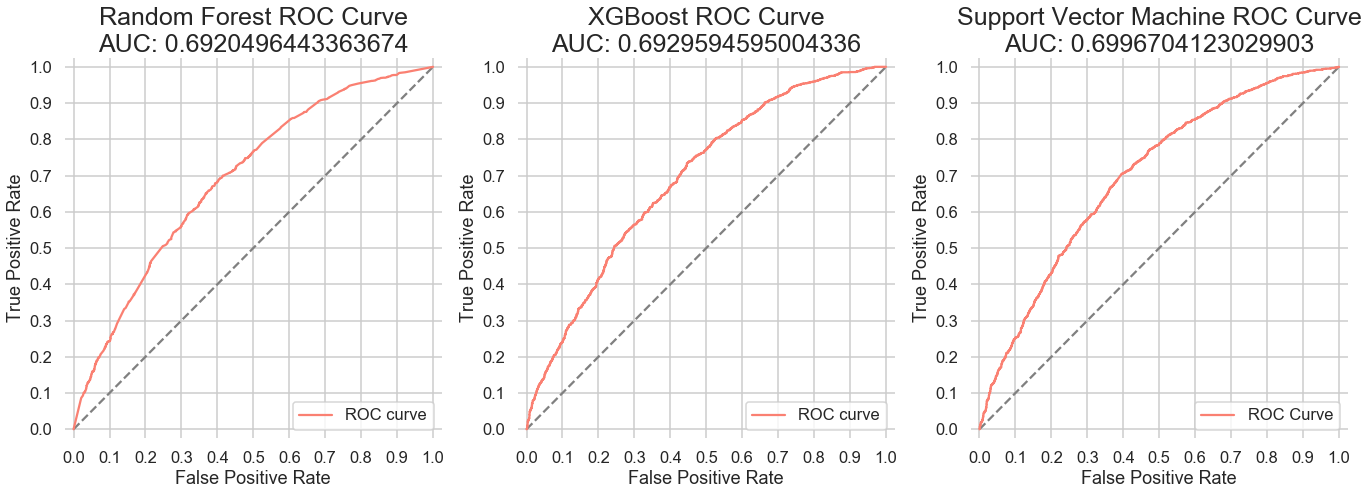 Random Forest ROC Curve
AUC: 0.6920496443363674
1.0
0.9
0.8
0.7
0.6
0.5
0.4
0.3
0.2
0.1
0.0
True Positive Rate
ROC curve
0.0 0.1 0.2 0.3 0.4 0.5 0.6 0.7 0.8 0.9 1.0
False Positive Rate
XGBoost ROC Curve
AUC: 0.6929594595004336
1.0
0.9
0.8
0.7
0.6
0.5
0.4
0.3
0.2
0.1
0.0
True Positive Rate
ROC curve
0.0 0.1 0.2 0.3 0.4 0.5 0.6 0.7 0.8 0.9 1.0
False Positive Rate
Support Vector Machine ROC Curve
AUC: 0.6996704123029903
1.0
0.9
0.8
0.7
0.6
0.5
0.4
0.3
0.2
0.1
0.0
True Positive Rate
ROC Curve
0.0 0.1 0.2 0.3 0.4 0.5 0.6 0.7 0.8 0.9 1.0
False Positive Rate